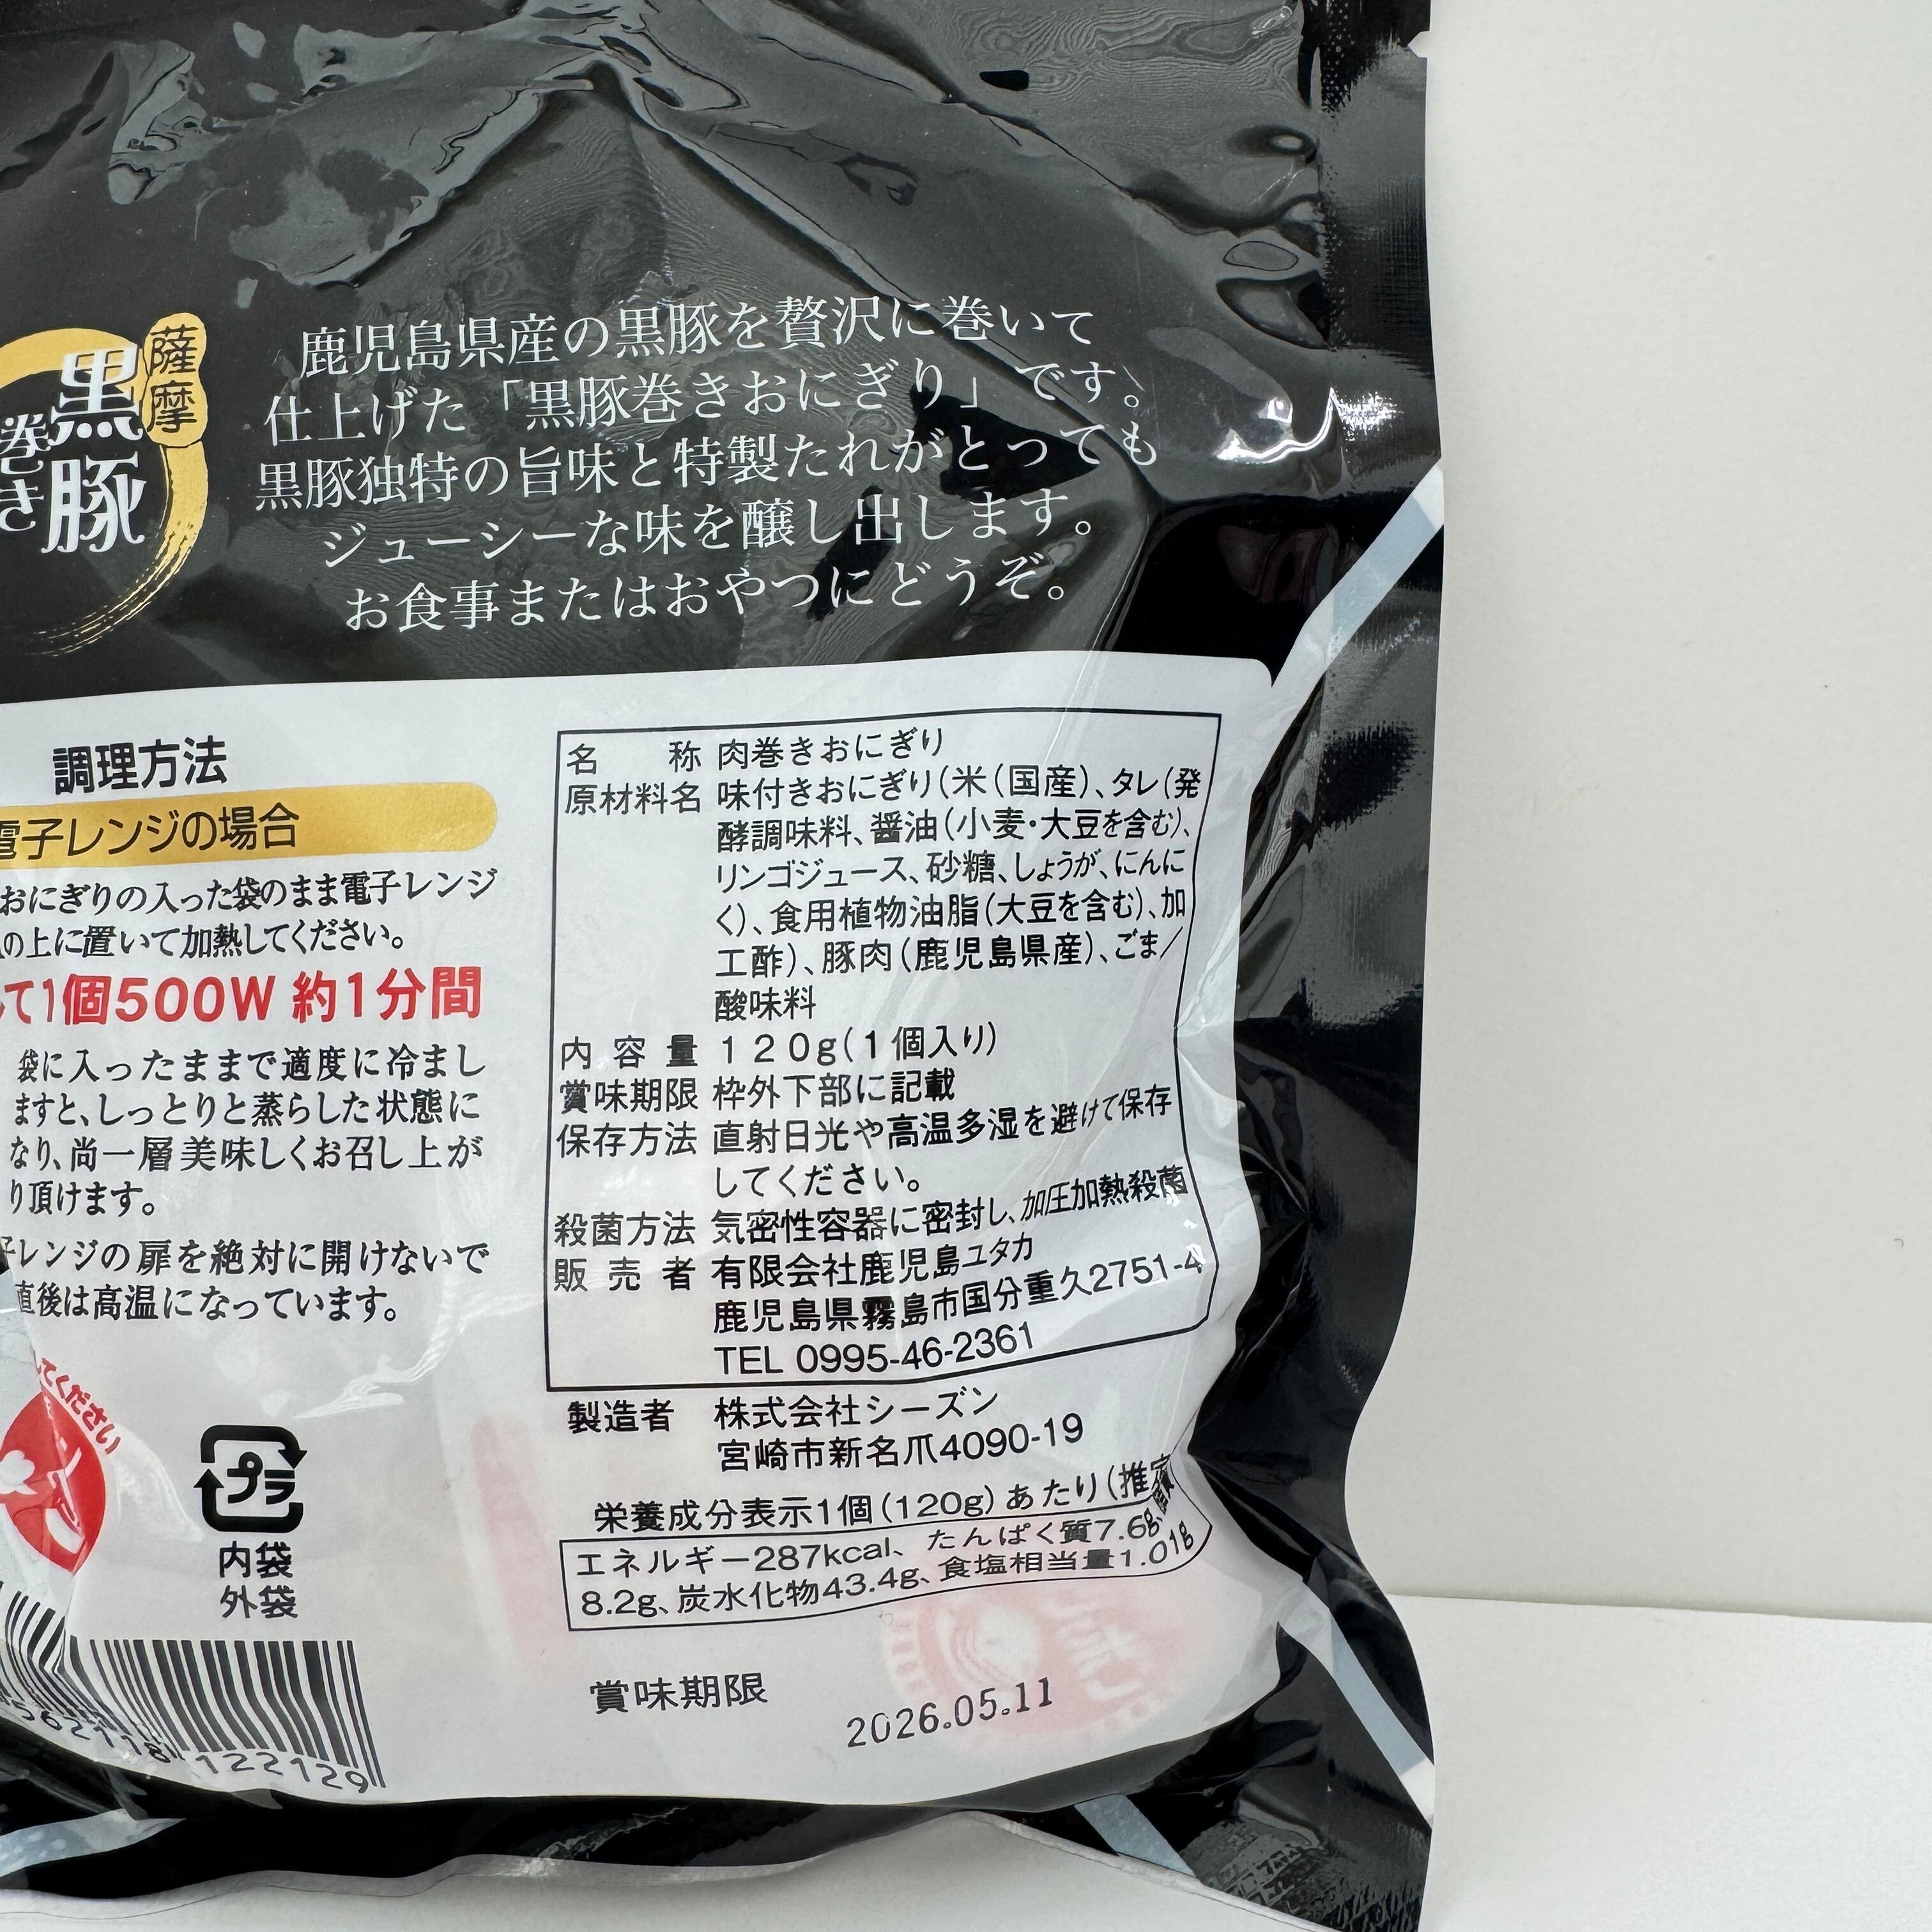 薩摩
黒豚
巻き
鹿児島県産の黒豚を贅沢に巻いて
仕上げた「黒豚巻きおにぎり」です。
黒豚独特の旨味と特製たれがとっても
ジューシーな味を醸し出します。
お食事またはおやつにどうぞ。
調理方法
電子レンジの場合
おにぎりの入った袋のまま電子レンジ
の上に置いて加熱してください。
て1個500W 約1分間
袋に入ったままで適度に冷まし
ますと、しっとりと蒸らした状態に
なり、尚一層美味しくお召し上が
り頂けます。
子レンジの扉を絶対に開けないで
直後は高温になっています。
てください
プラ
内袋
外袋
562118 122129
名称 肉巻きおにぎり
原材料名 味付きおにぎり(米(国産)、タレ(発
酵調味料、醤油(小麦・大豆を含む)、
リンゴジュース、砂糖、しょうが、にんに
く)、食用植物油脂(大豆を含む)、加
工酢)、豚肉(鹿児島県産)、ごま/
酸味料
内容量 120g(1個入り)
賞味期限 枠外下部に記載
保存方法 直射日光や高温多湿を避けて保存
してください。
殺菌方法 気密性容器に密封し、加圧加熱殺菌
販売者 有限会社鹿児島ユタカ
鹿児島県霧島市国分重久2751-4
TEL 0995-46-2361
製造者 株式会社シーズン
宮崎市新名爪4090-19
栄養成分表示1個(120g)あたり(推定
エネルギー287kcal、たんぱく質7.6g、
8.2g、炭水化物43.4g、食塩相当量1.01g
賞味期限
2026.05.11